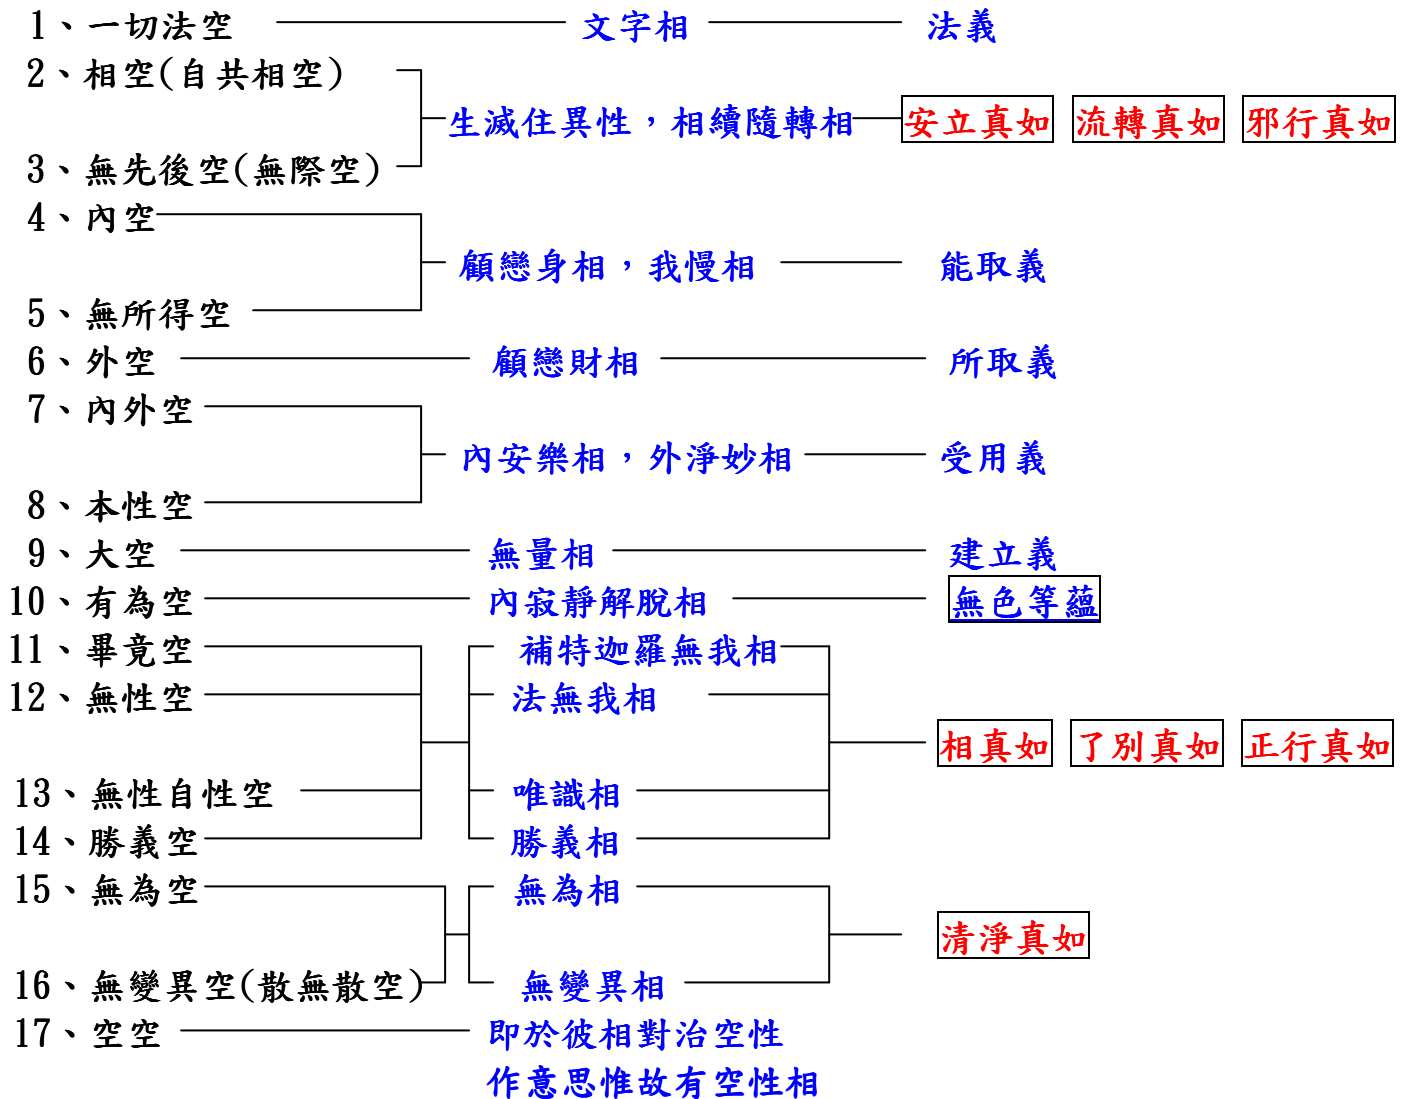 1、一切法空 文字相 法義
2、相空(自共相空)
生滅住異性，相續隨轉相 安立真如 流轉真如 邪行真如
3、無先後空(無際空)
4、內空
顧戀身相，我慢相 能取義
5、無所得空
6、外空 顧戀財相 所取義
7、內外空
內安樂相，外淨妙相 受用義
8、本性空
9、大空 無量相 建立義
10、有為空 內寂靜解脫相 無色等蘊
11、畢竟空 補特迦羅無我相
12、無性空 法無我相
相真如 了別真如 正行真如
13、無性自性空 唯識相
14、勝義空 勝義相
15、無為空 無為相
清淨真如
16、無變異空(散無散空) 無變異相
17、空空 即於彼相對治空性
作意思惟故有空性相